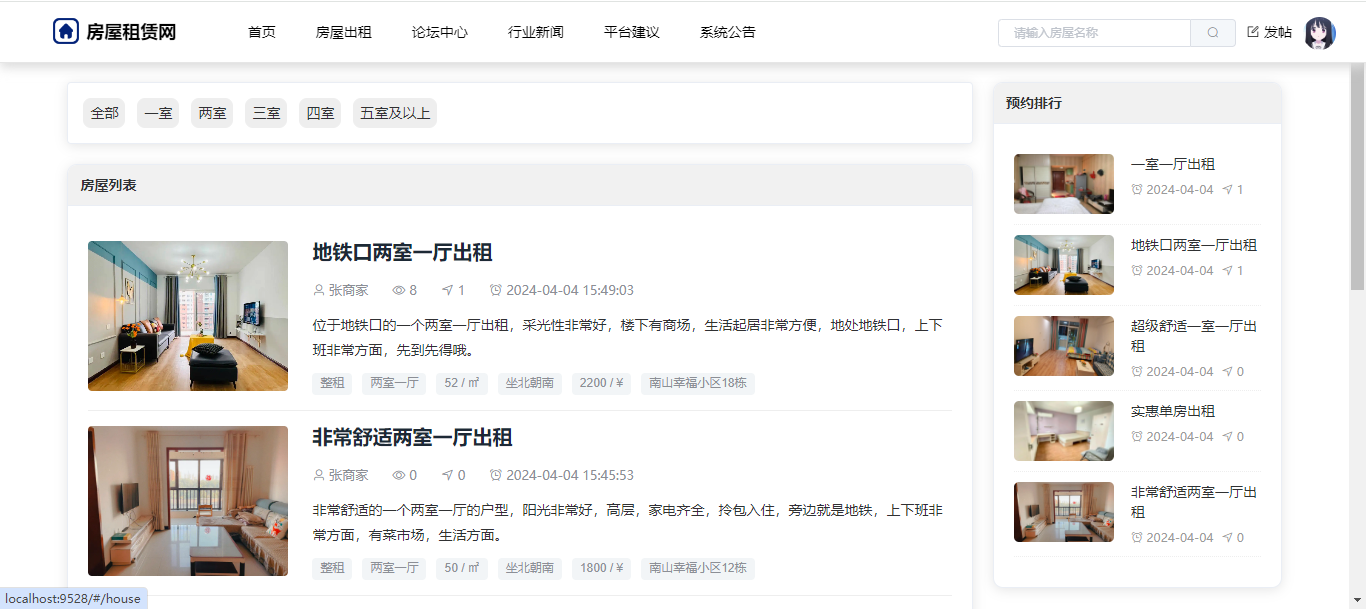 房屋租赁网 首页 房屋出租 论坛中心 行业新闻 平台建议 系统公告 请输入房屋名称 发帖
全部 一室 两室 三室 四室 五室及以上
房屋列表
地铁口两室一厅出租
张商家 8 1 2024-04-04 15:49:03
位于地铁口的一个两室一厅出租，采光性非常好，楼下有商场，生活起居非常方便，地处地铁口，上下
班非常方面，先到先得哦。
整租 两室一厅 52 / ㎡ 坐北朝南 2200 / ¥ 南山幸福小区18栋
非常舒适两室一厅出租
张商家 0 0 2024-04-04 15:45:53
非常舒适的一个两室一厅的户型，阳光非常好，高层，家电齐全，拎包入住，旁边就是地铁，上下班非
常方面，有菜市场，生活方面。
整租 两室一厅 50 / ㎡ 坐北朝南 1800 / ¥ 南山幸福小区12栋
预约排行
一室一厅出租
2024-04-04 1
地铁口两室一厅出租
2024-04-04 1
超级舒适一室一厅出
租
2024-04-04 0
实惠单房出租
2024-04-04 0
非常舒适两室一厅出
租
2024-04-04 0
localhost:9528/#/house